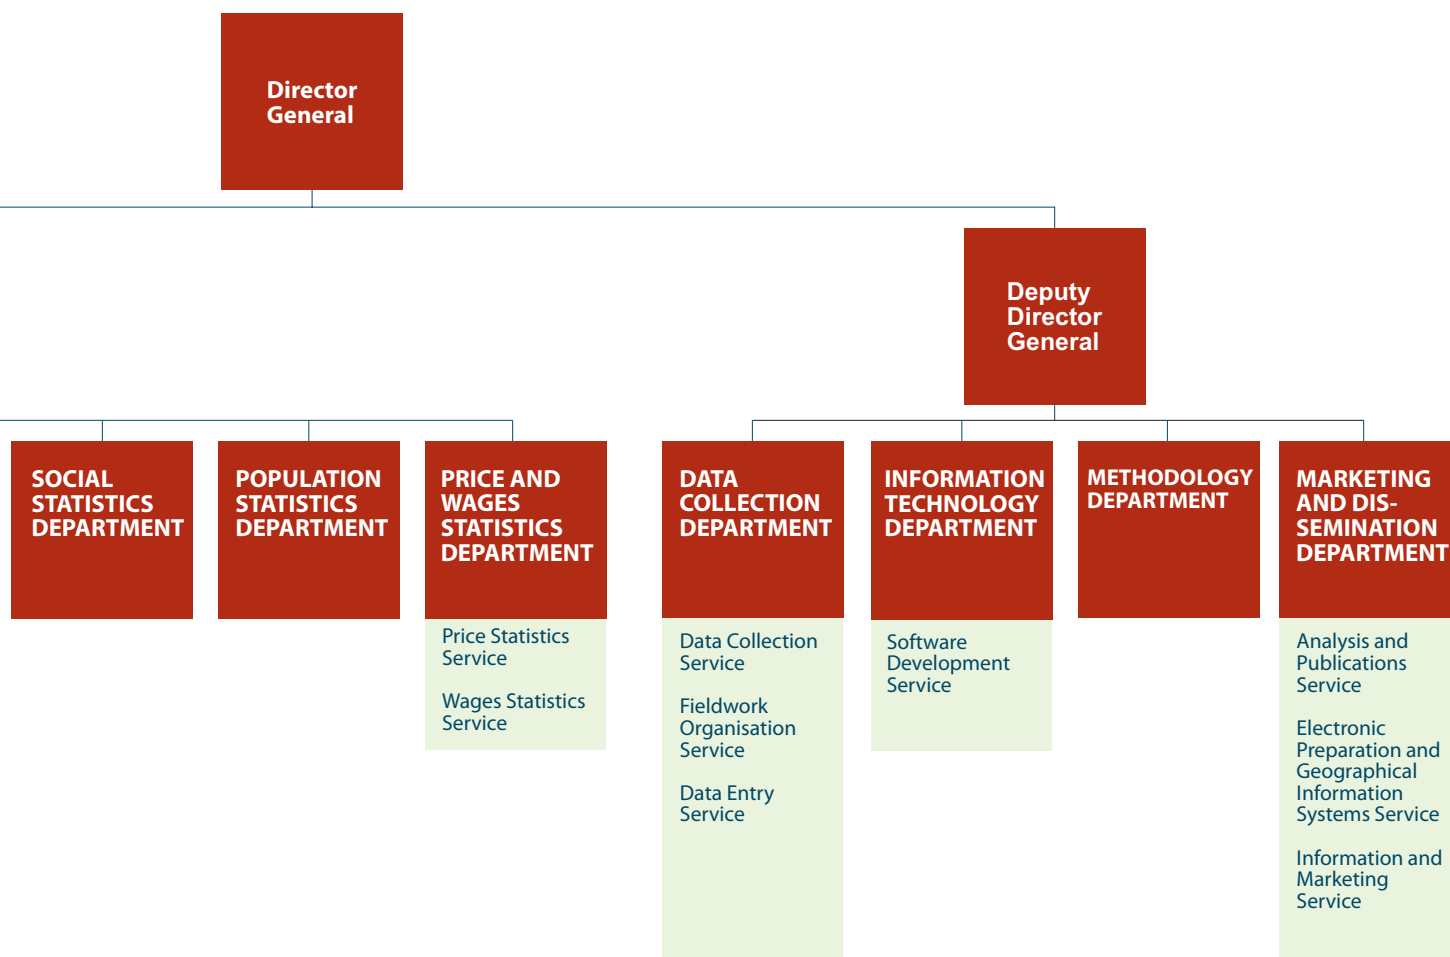 Director
General
Deputy
Director
General
SOCIAL
STATISTICS
DEPARTMENT
POPULATION
STATISTICS
DEPARTMENT
PRICE AND
WAGES
STATISTICS
DEPARTMENT
Price Statistics
Service
Wages Statistics
Service
DATA
COLLECTION
DEPARTMENT
Data Collection
Service
Fieldwork
Organisation
Service
Data Entry
Service
INFORMATION
TECHNOLOGY
DEPARTMENT
Software
Development
Service
METHODOLOGY
DEPARTMENT
MARKETING
AND DIS-
SEMINATION
DEPARTMENT
Analysis and
Publications
Service
Electronic
Preparation and
Geographical
Information
Systems Service
Information and
Marketing
Service